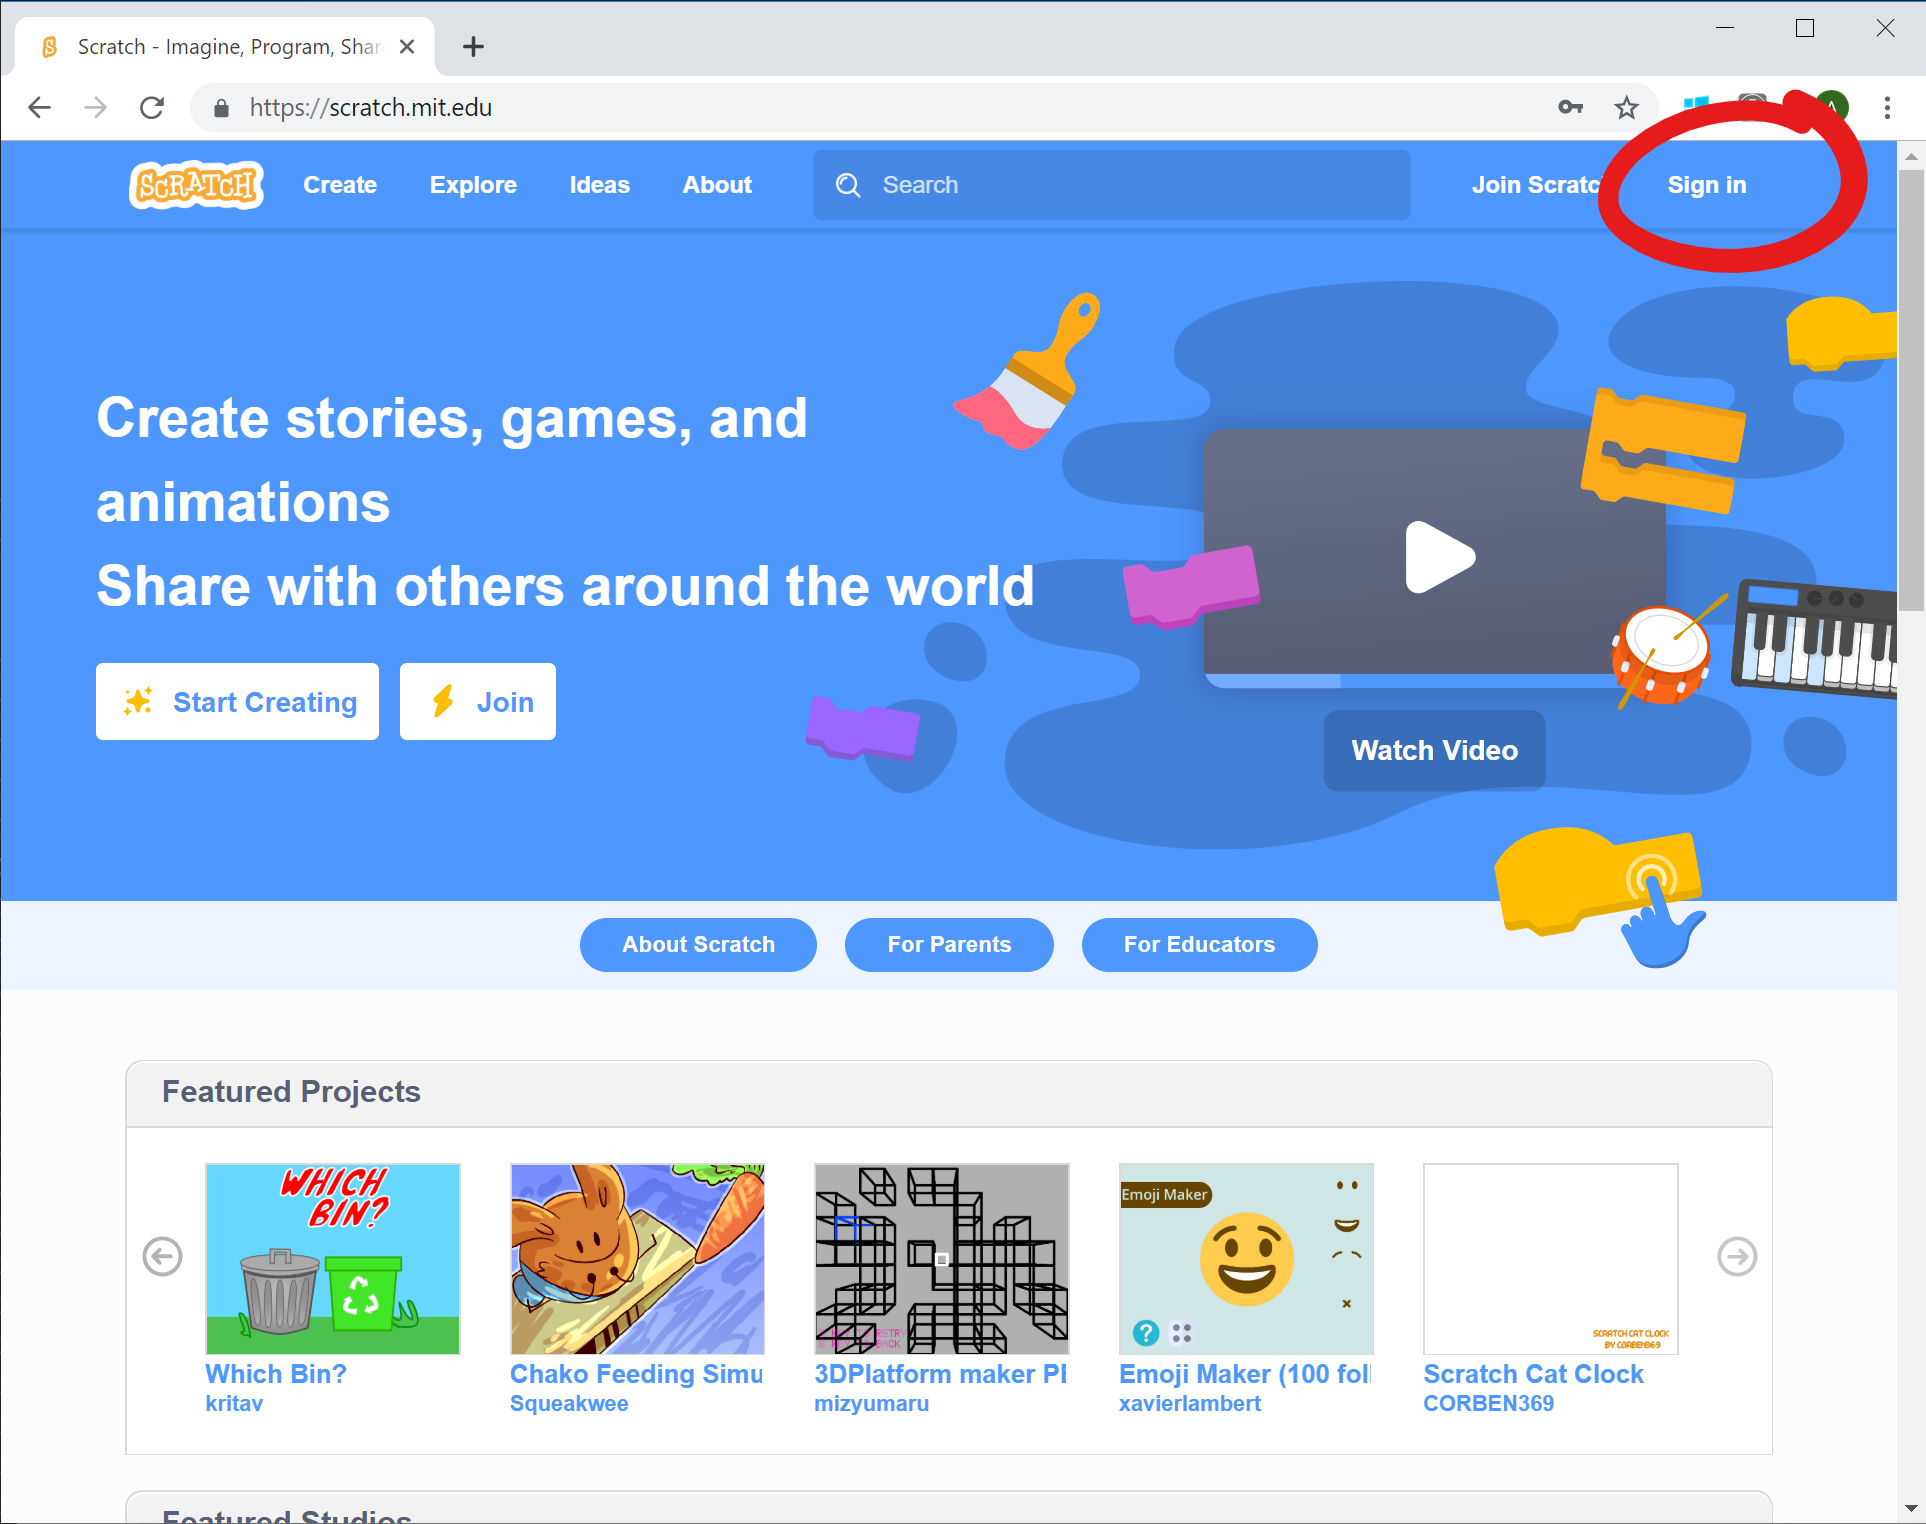 Scratch - Imagine, Program, Shar
https://scratch.mit.edu
A
SCRATCH
Create
Explore
Ideas
About
Search
Join Scratc
Sign in
Create stories, games, and
animations
Share with others around the world
Start Creating
Join
Watch Video
About Scratch
For Parents
For Educators
Featured Projects
WHICH
BIN?
Emoji Maker
?
SCRATCH CAT CLOCK
BY CORBEN369
Which Bin?
kritav
Chako Feeding Simu
Squeakwee
3DPlatform maker
mizyumaru
Emoji Maker (100 foll
xavierlambert
Scratch Cat Clock
CORBEN369
Featured Studios